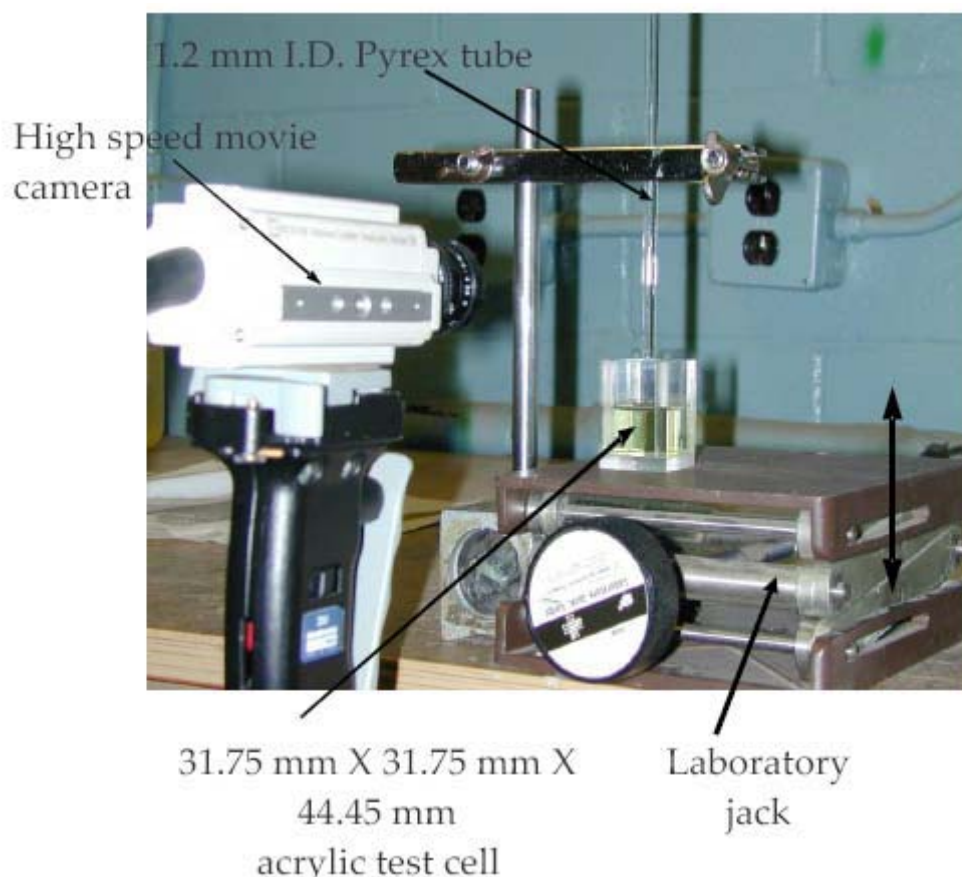 1.2 mm I.D. Pyrex tube
High speed movie
camera
31.75 mm X 31.75 mm X
44.45 mm
acrylic test cell
Laboratory
jack